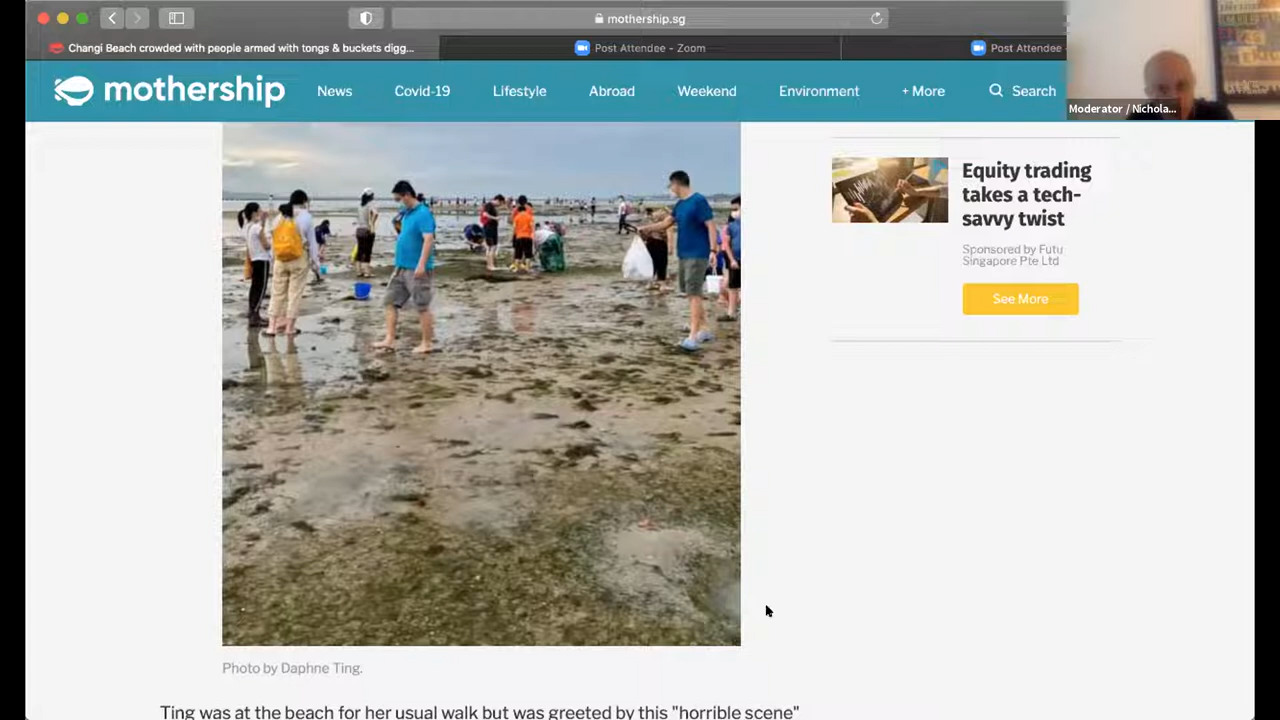 mothership.sg
Changi Beach crowded with people armed with tongs & buckets digg...
Post Attendee - Zoom
Post Attendee -
mothership
News
Covid-19
Lifestyle
Abroad
Weekend
Environment
+ More
Search
Moderator / Nichola...
Equity trading
takes a tech-
savvy twist
Sponsored by Futu
Singapore Pte Ltd
See More
Photo by Daphne Ting.
Ting was at the beach for her usual walk but was greeted by this "horrible scene"